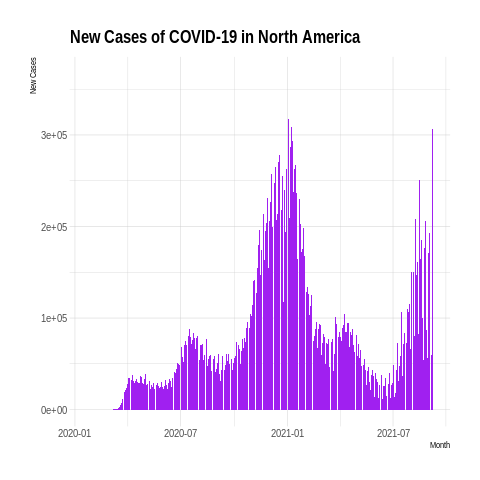 New Cases of COVID-19 in North America
New Cases
3e+05
2e+05
1e+05
0e+00
2020-01 2020-07 2021-01 2021-07
Month